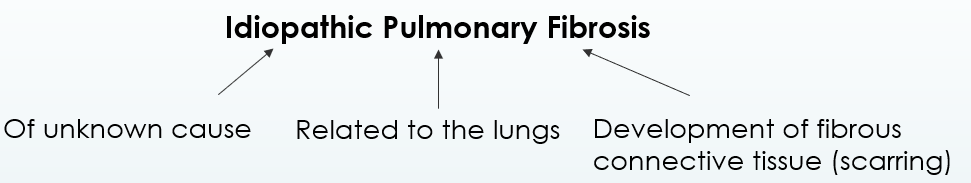 Idiopathic Pulmonary Fibrosis
Of unknown cause
Related to the lungs
Development of fibrous
connective tissue (scarring)